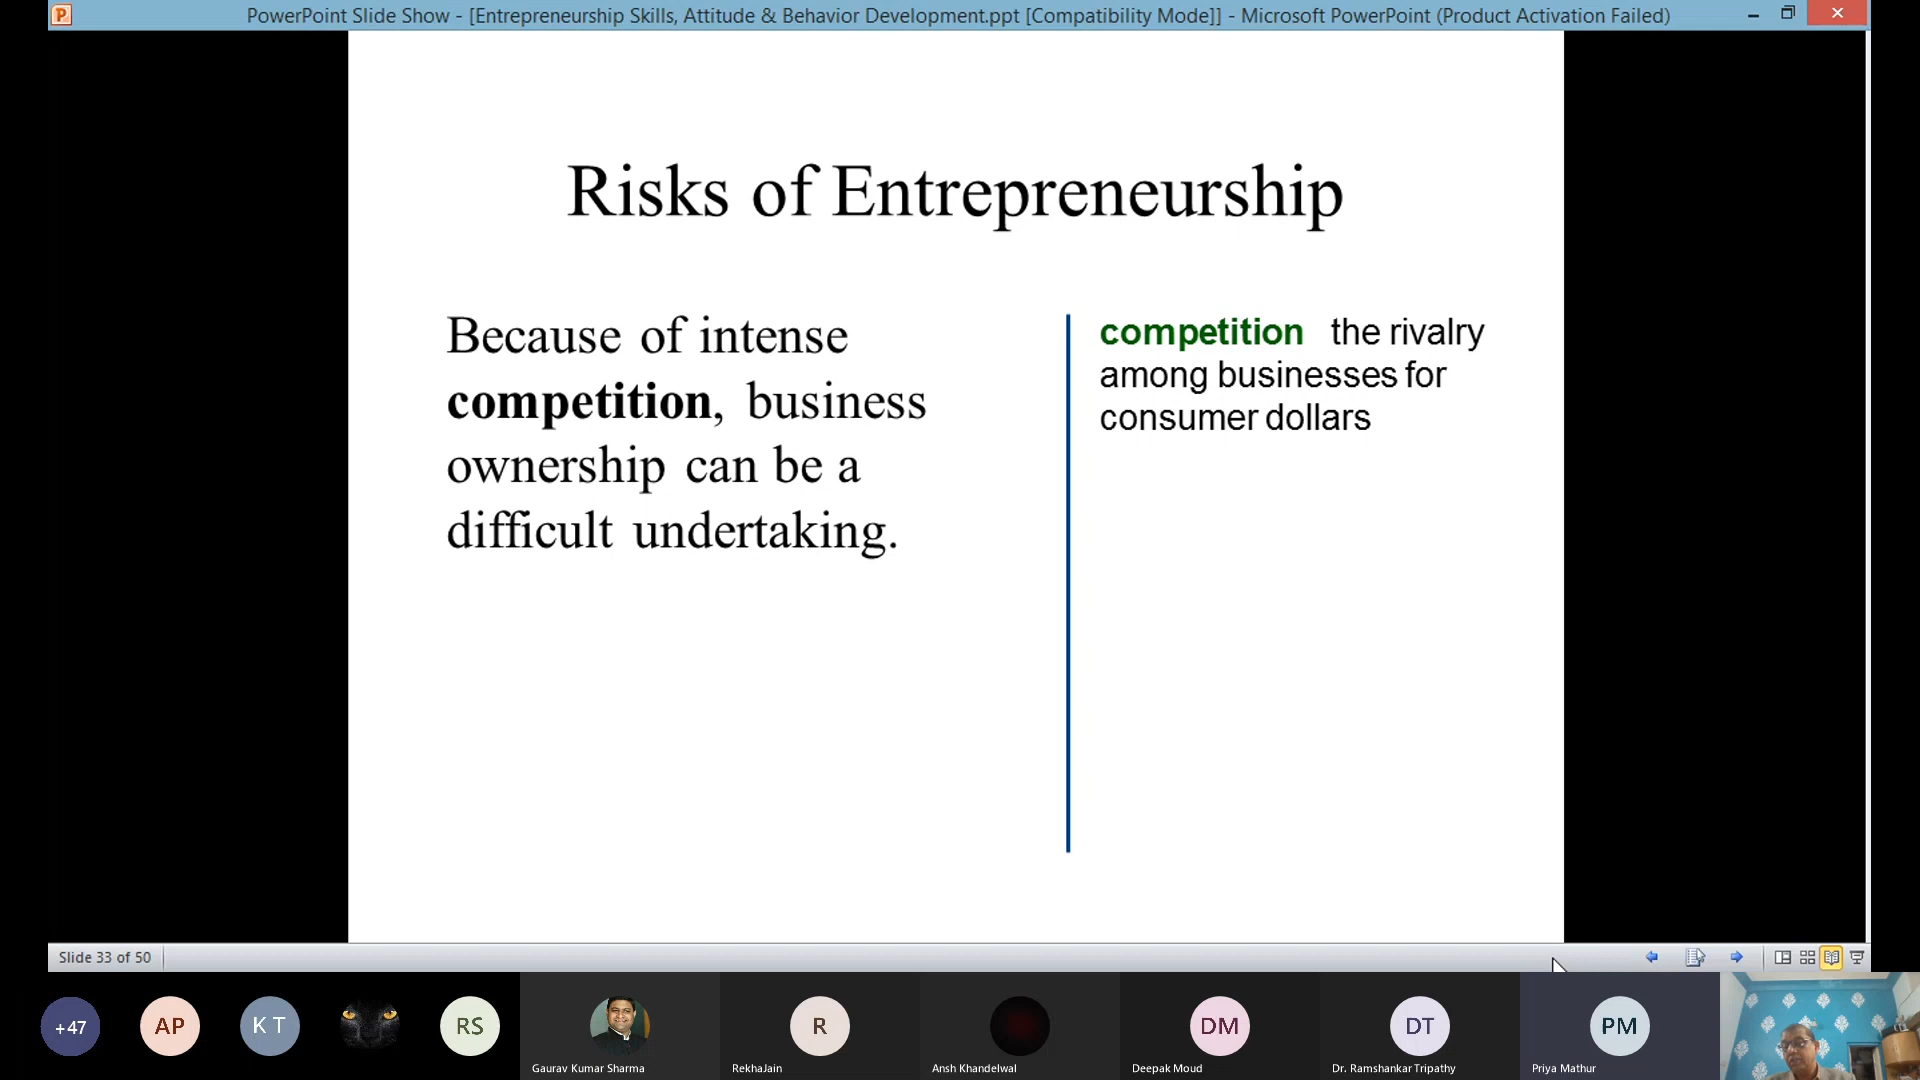 PowerPoint Slide Show - [Entrepreneurship Skills, Attitude & Behavior Development.ppt [Compatibility Mode]] - Microsoft PowerPoint (Product Activation Failed)
Risks of Entrepreneurship
Because of intense
competition, business
ownership can be a
difficult undertaking.
competition the rivalry
among businesses for
consumer dollars
Slide 33 of 50
+47
AP
K T
RS
Gaurav Kumar Sharma
R
RekhaJain
Ansh Khandelwal
DM
Deepak Moud
DT
Dr. Ramshankar Tripathy
PM
Priya Mathur